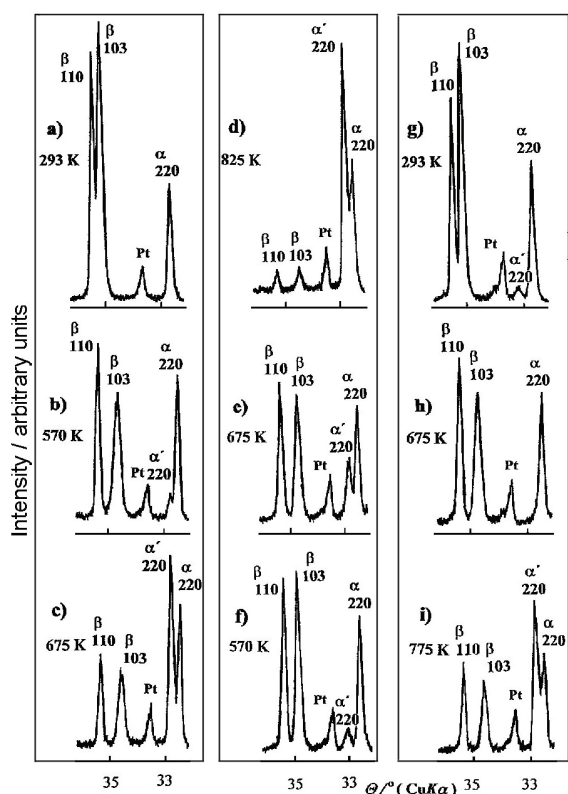 Intensity / arbitrary units
β
110
β
103
a)
293 K
Pt
α
220
β
110
β
103
b)
570 K
Pt
α´
220
α
220
c)
675 K
β
110
β
103
Pt
α´
220
α
220
α´
220
d)
825 K
α
220
β
110
β
103
Pt
β
110
β
103
e)
675 K
Pt
α´
220
α
220
β
110
β
103
f)
570 K
Pt
α´
220
α
220
β
110
β
103
g)
293 K
Pt
α´
220
α
220
β
110
β
103
h)
675 K
Pt
α
220
α´
220
i)
775 K
β
110
β
103
Pt
α
220
35 33 35 33 35 33
Θ/° (CuKα)